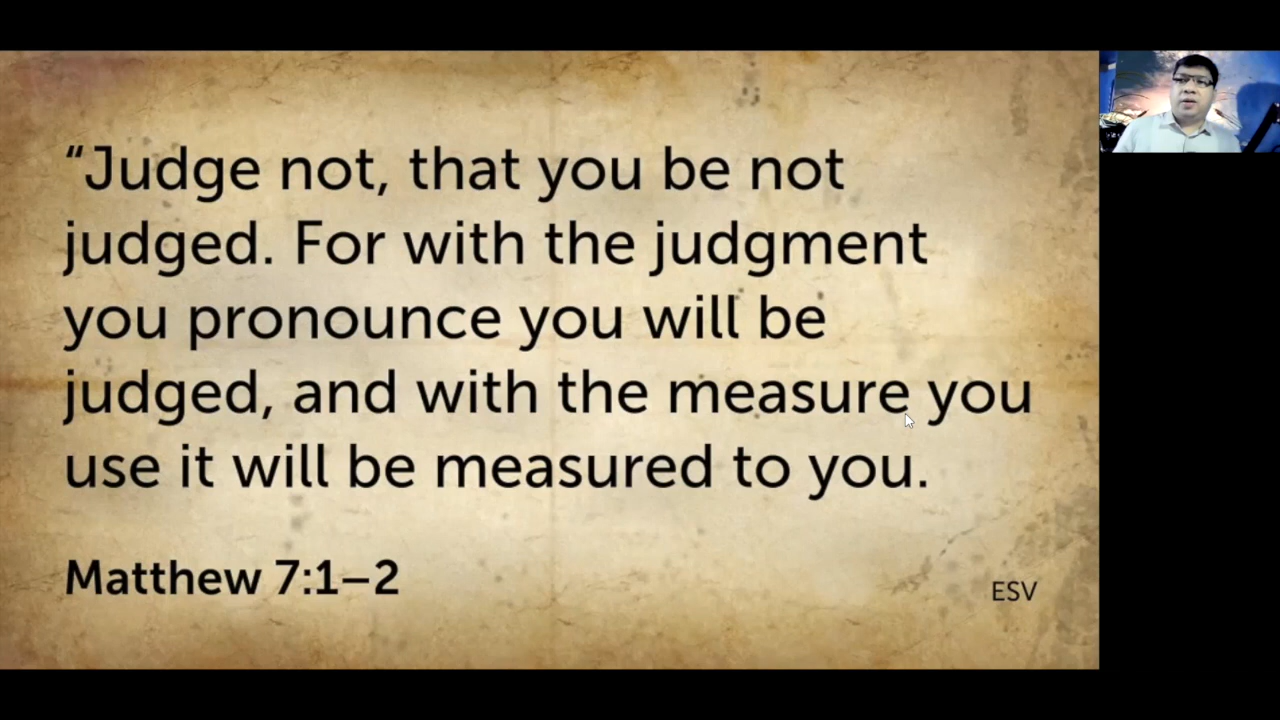 “Judge not, that you be not
judged. For with the judgment
you pronounce you will be
judged, and with the measure you
use it will be measured to you.
Matthew 7:1–2
ESV